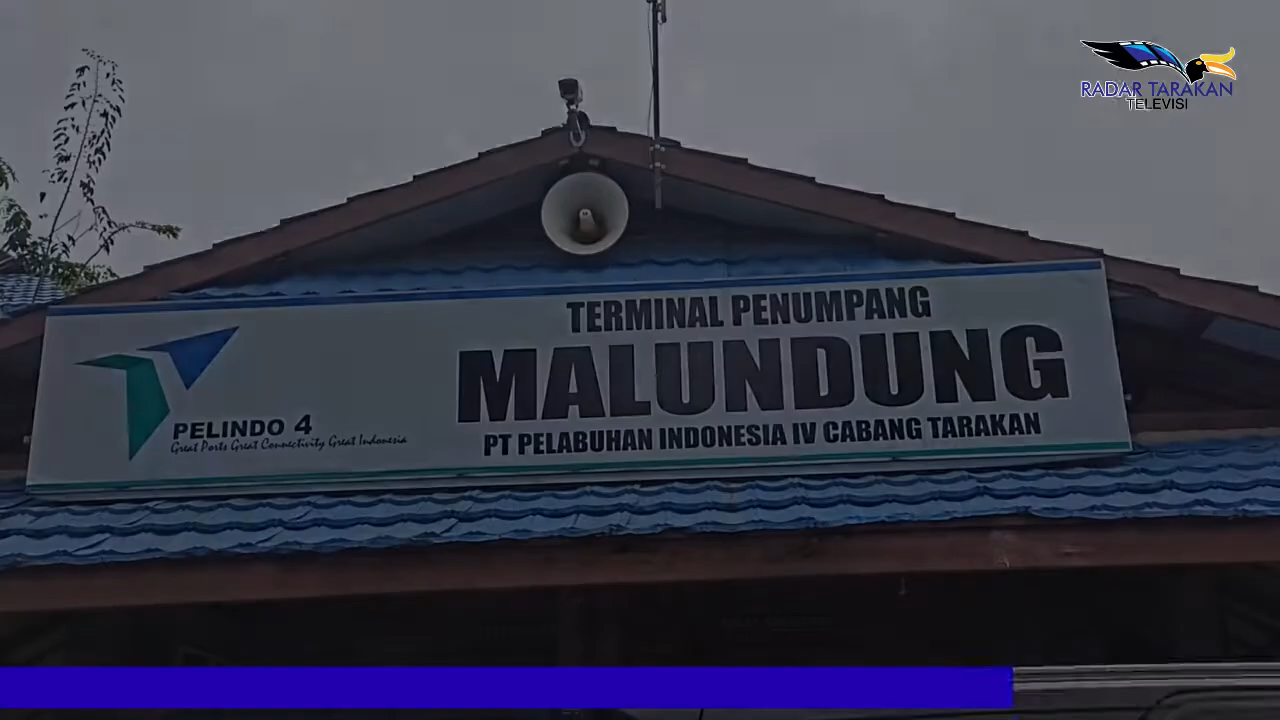 RADAR TARAKAN
TELEVISI
TERMINAL PENUMPANG
MALUNDUNG
PT PELABUHAN INDONESIA IV CABANG TARAKAN
PELINDO 4
Great Ports Great Connectivity Great Indonesia